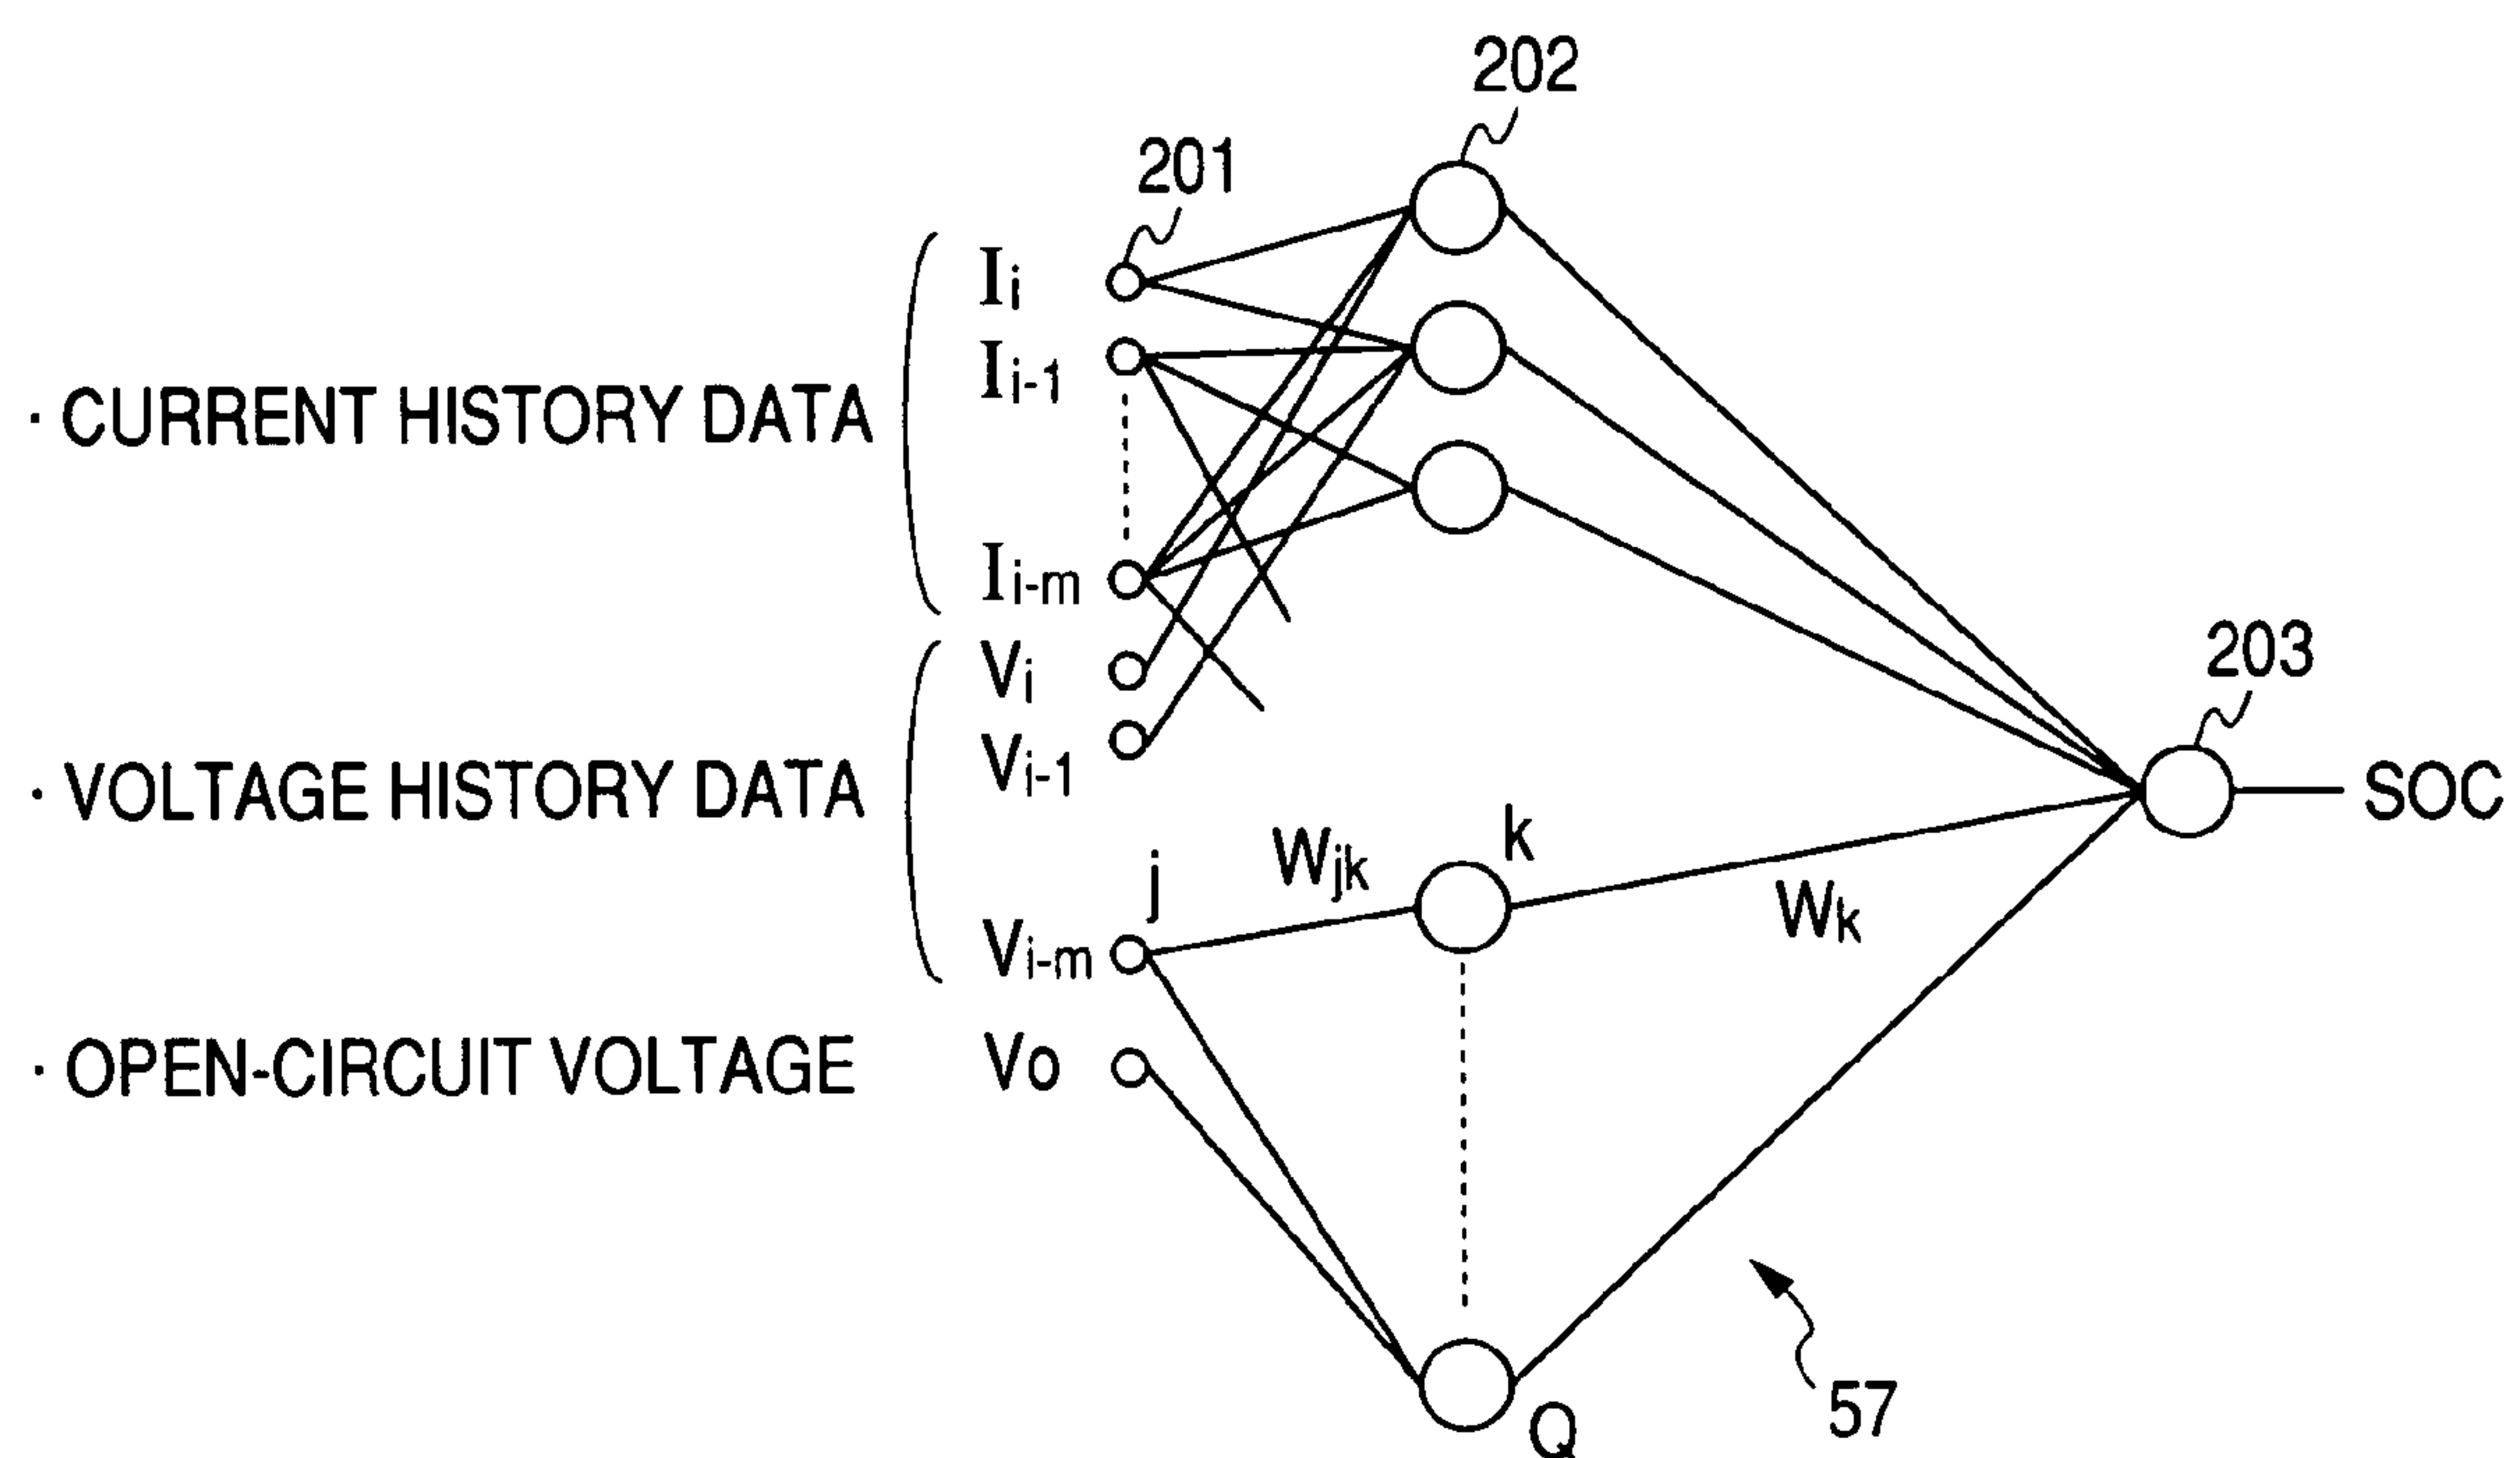 202
201
Ii
Ii-1
· CURRENT HISTORY DATA
Ii-m
Vi
203
Vi-1
· VOLTAGE HISTORY DATA
SOC
k
Wjk
j
Wk
Vi-m
· OPEN-CIRCUIT VOLTAGE
Vo
57
Q